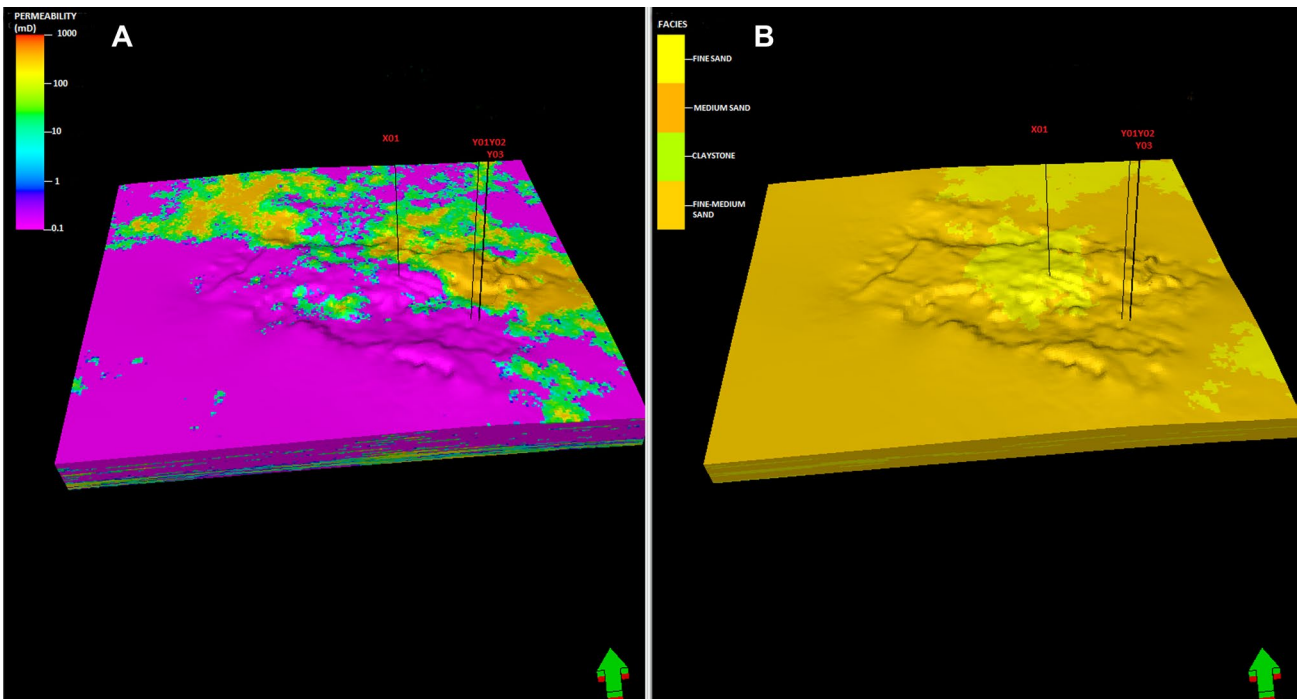 PERMEABILITY
(mD)
1000
100
10
1
0.1
A
X01
Y01Y02
Y03
FACIES
FINE SAND
MEDIUM SAND
CLAYSTONE
FINE-MEDIUM
SAND
B
X01
Y01Y02
Y03